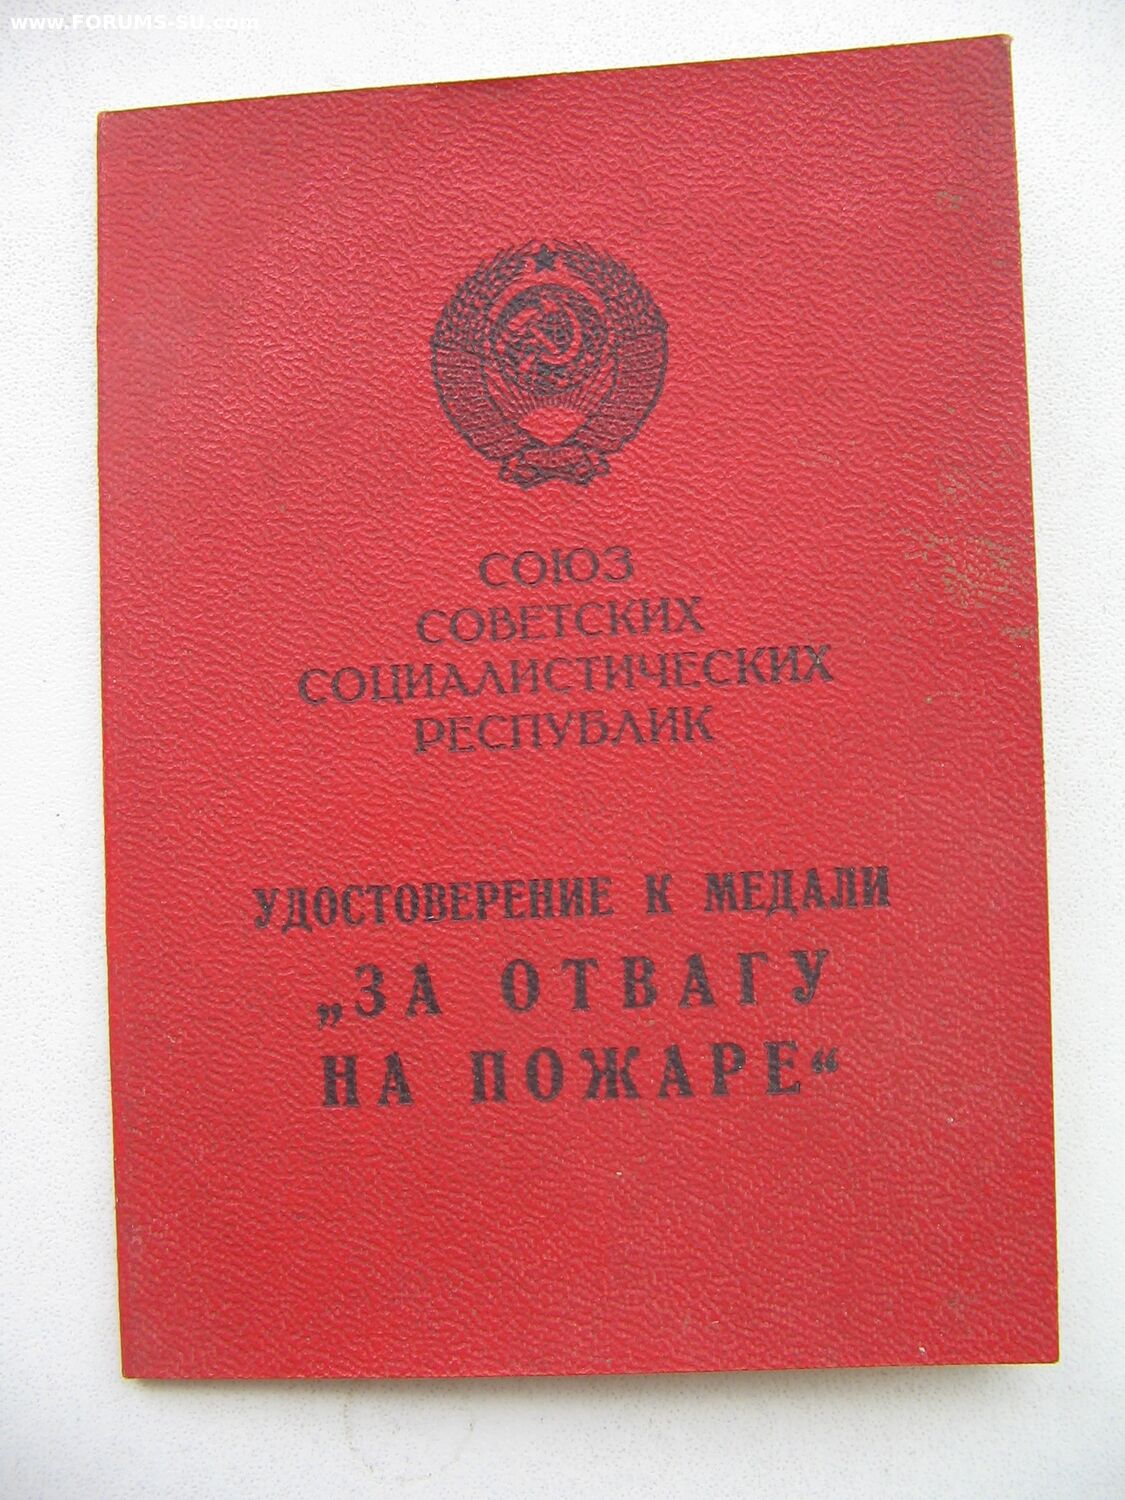 www.FORUMS-SU.com
СОЮЗ
СОВЕТСКИХ
СОЦИАЛИСТИЧЕСКИХ
РЕСПУБЛИК
УДОСТОВЕРЕНИЕ К МЕДАЛИ
„ЗА ОТВАГУ
НА ПОЖАРЕ“